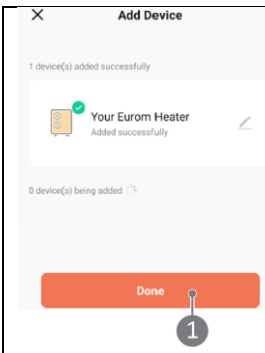 Add Device
1 device(s) added successfully
Your Eurom Heater
Added successfully
0 device(s) being added
Done
1